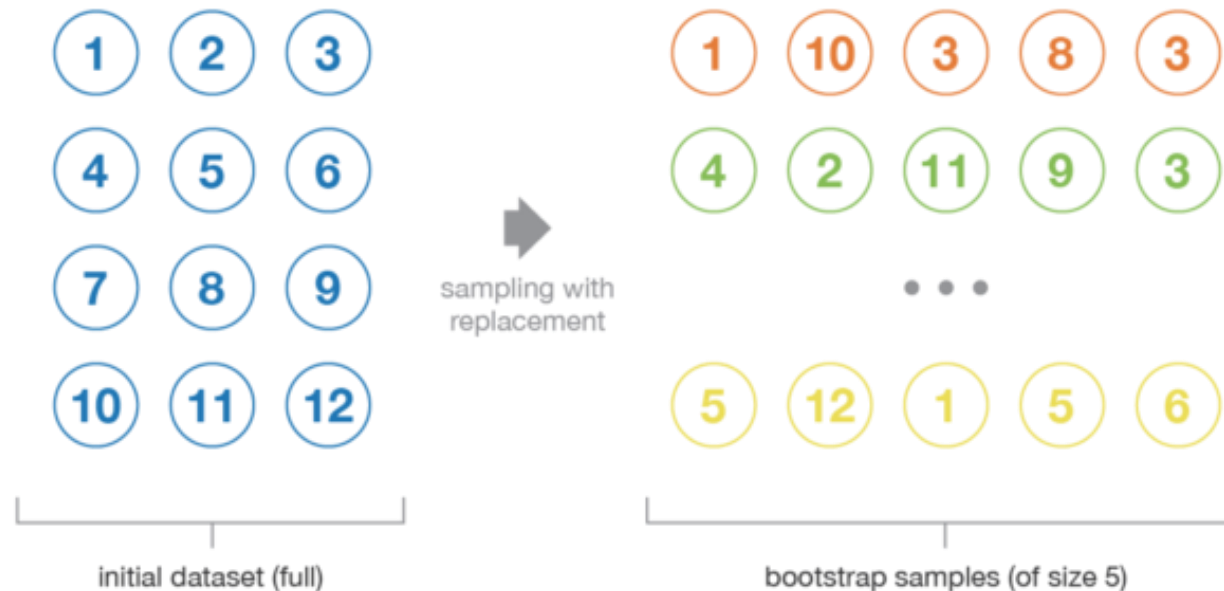 1 2 3 1 10 3 8 3
4 5 6 4 2 11 9 3
7 8 9
sampling with
replacement
10 11 12 5 12 1 5 6
initial dataset (full) bootstrap samples (of size 5)